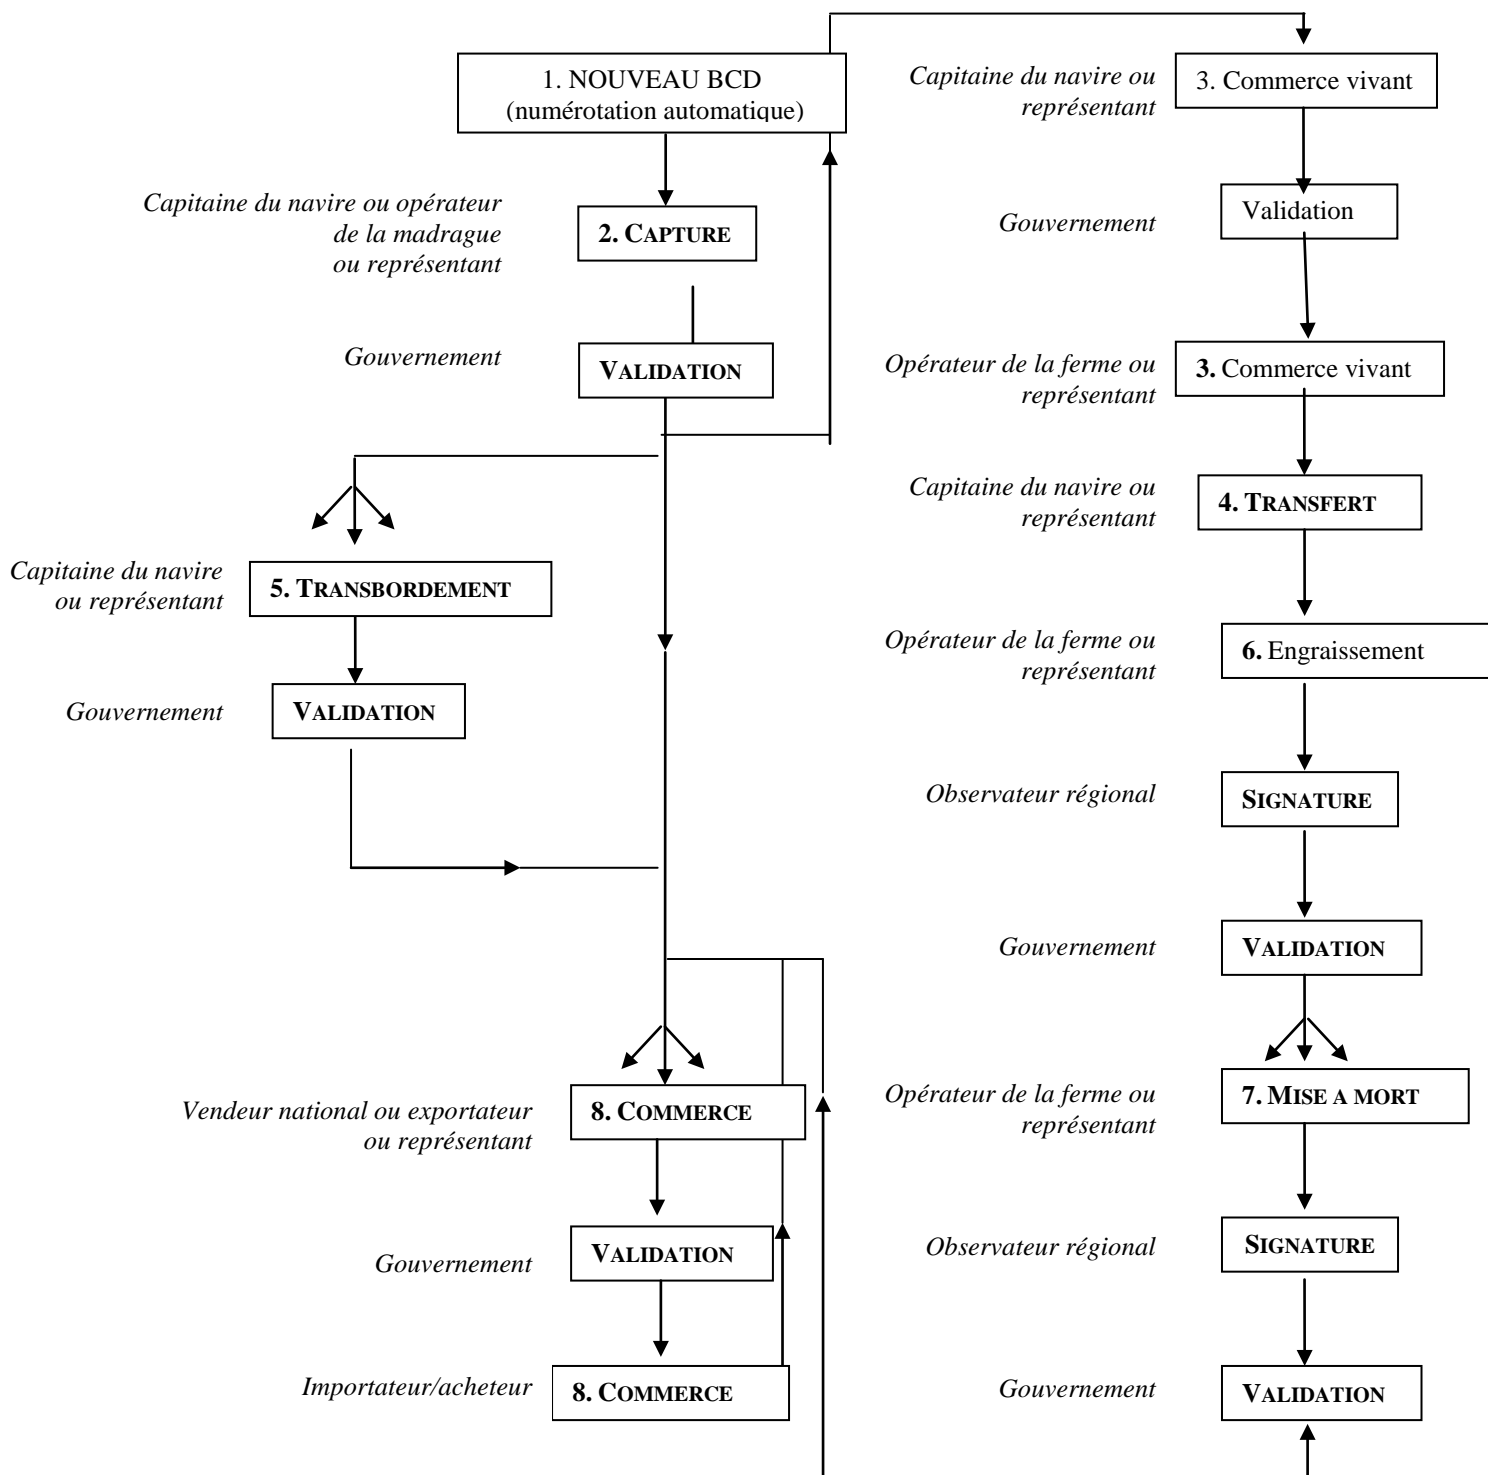 1. NOUVEAU BCD
(numérotation automatique)
Capitaine du navire ou opérateur
de la madrague
ou représentant
2. CAPTURE
Gouvernement
VALIDATION
Capitaine du navire
ou représentant
5. TRANSBORDEMENT
Gouvernement
VALIDATION
Vendeur national ou exportateur
ou représentant
8. COMMERCE
Gouvernement
VALIDATION
Importateur/acheteur
8. COMMERCE
Capitaine du navire ou
représentant
3. Commerce vivant
Gouvernement
Validation
Opérateur de la ferme ou
représentant
3. Commerce vivant
Capitaine du navire ou
représentant
4. TRANSFERT
Opérateur de la ferme ou
représentant
6. Engraissement
Observateur régional
SIGNATURE
Gouvernement
VALIDATION
Opérateur de la ferme ou
représentant
7. MISE A MORT
Observateur régional
SIGNATURE
Gouvernement
VALIDATION